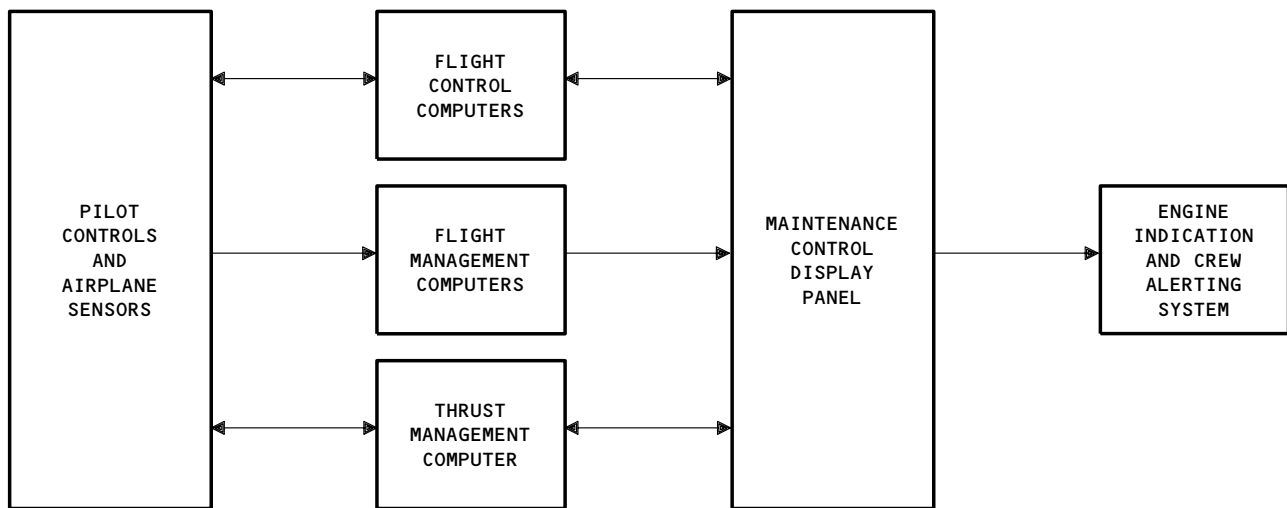 PILOT
CONTROLS
AND
AIRPLANE
SENSORS
FLIGHT
CONTROL
COMPUTERS
FLIGHT
MANAGEMENT
COMPUTERS
THRUST
MANAGEMENT
COMPUTER
MAINTENANCE
CONTROL
DISPLAY
PANEL
ENGINE
INDICATION
AND CREW
ALERTING
SYSTEM